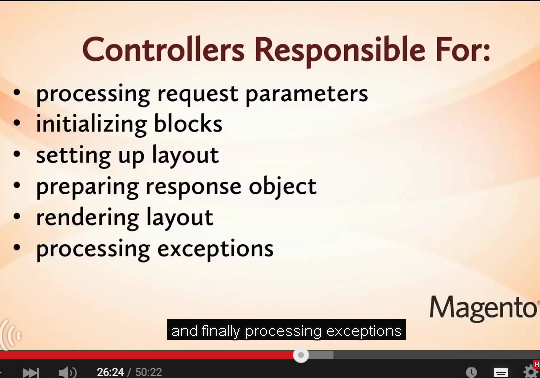 Controllers Responsible For:
• processing request parameters
• initializing blocks
• setting up layout
• preparing response object
• rendering layout
• processing exceptions
Magento®
and finally processing exceptions
26:24 / 50:22
H